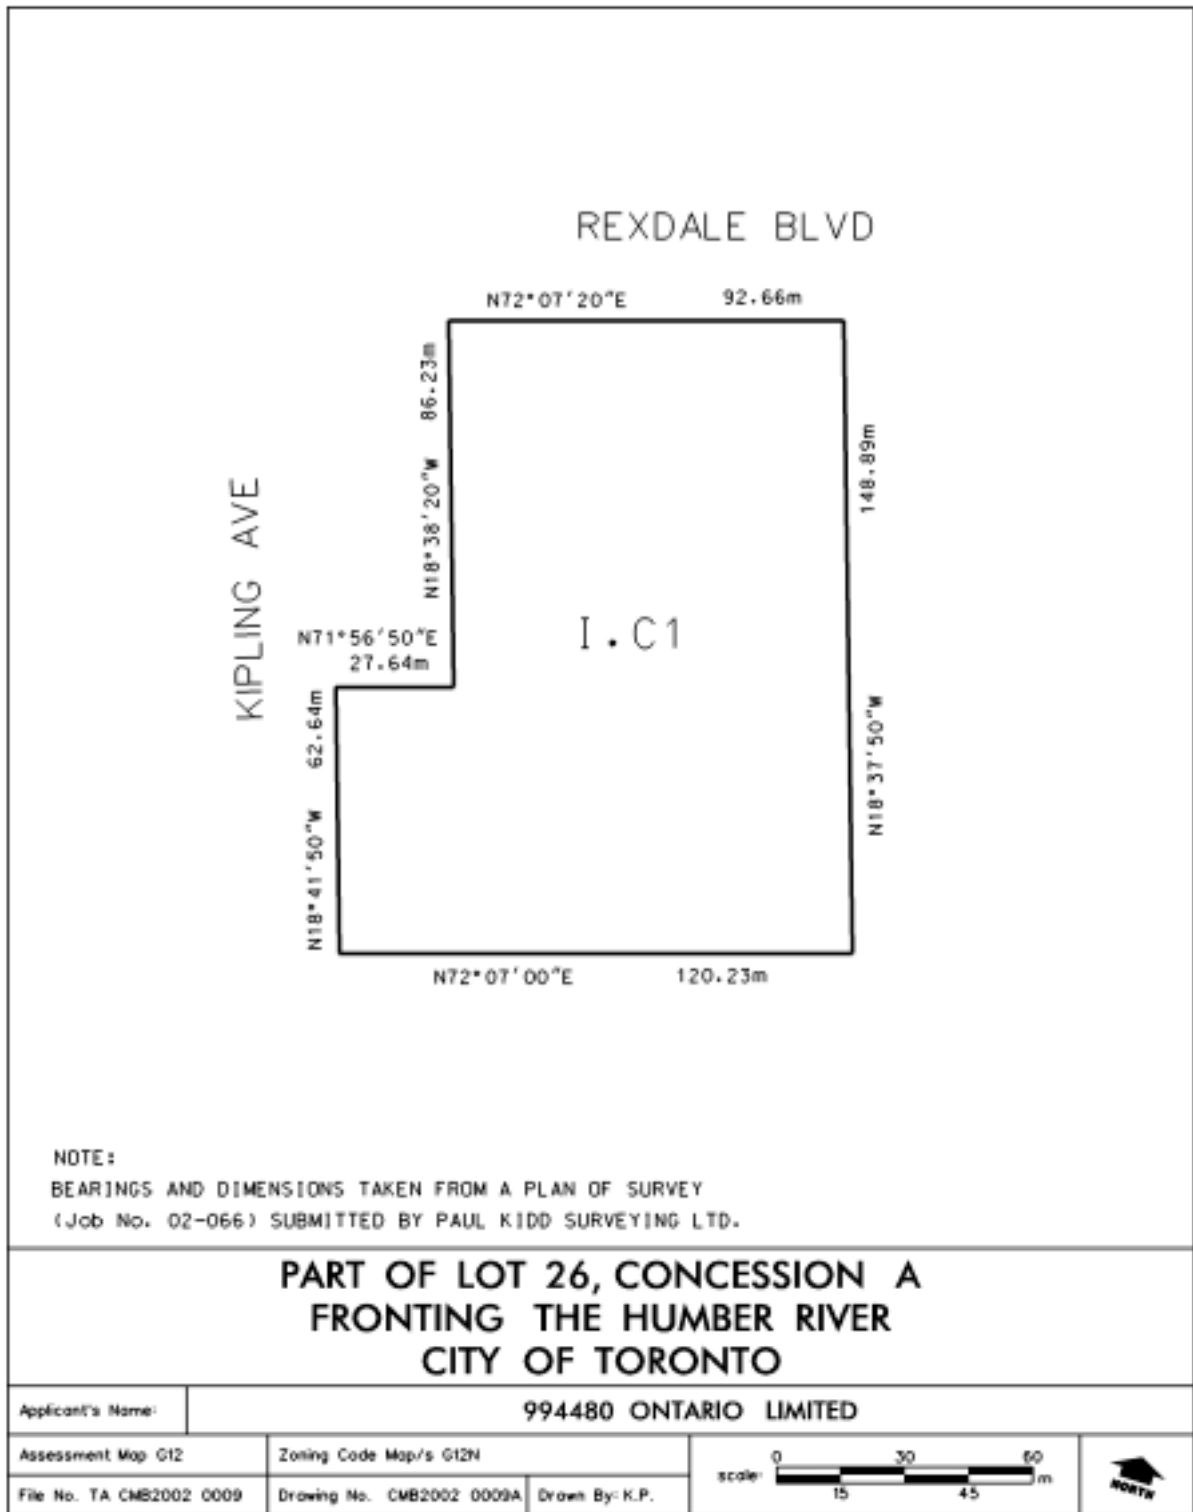 REXDALE BLVD
N72°07'20"E 92.66m
86.23m
N18°38'20"W
148.89m
KIPLING AVE
I.C1
N71°56'50"E
27.64m
62.64m
N18°41'50"W
N18°37'50"W
N72°07'00"E 120.23m
NOTE:
BEARINGS AND DIMENSIONS TAKEN FROM A PLAN OF SURVEY
(Job No. 02-066) SUBMITTED BY PAUL KIDD SURVEYING LTD.
PART OF LOT 26, CONCESSION A
FRONTING THE HUMBER RIVER
CITY OF TORONTO
Applicant's Name: 994480 ONTARIO LIMITED
Assessment Map G12 Zoning Code Map/s G12N
File No. TA CMB2002 0009 Drawing No. CMB2002 0009A Drawn By: K.P.
0 30 60
scale: m
15 45
NORTH